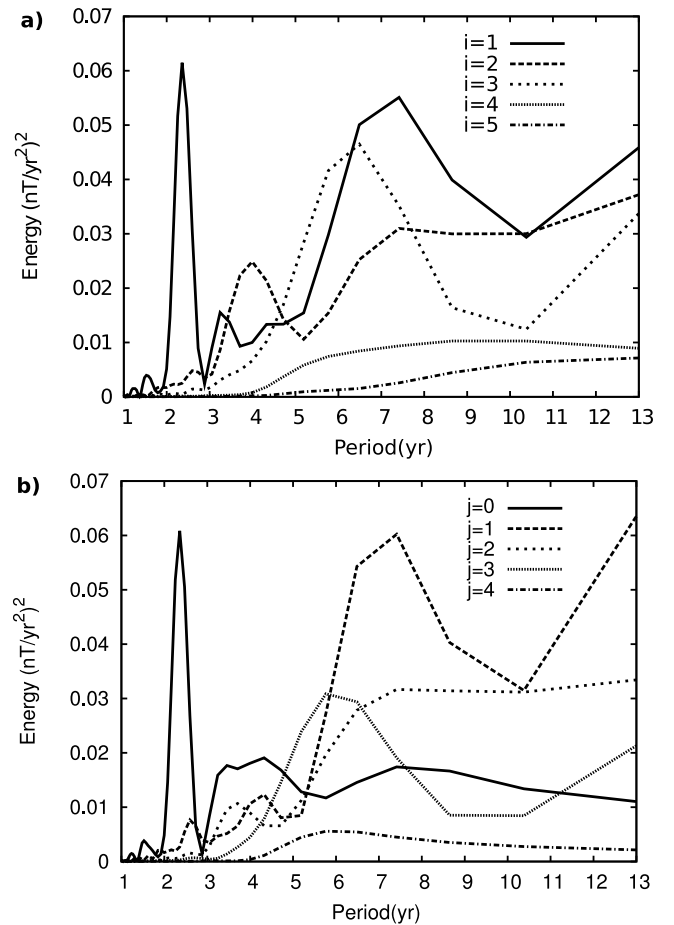 a)
0.07
0.06
0.05
0.04
0.03
0.02
0.01
0
Energy (nT/yr²)²
i=1
i=2
i=3
i=4
i=5
1 2 3 4 5 6 7 8 9 10 11 12 13
Period(yr)
b)
0.07
0.06
0.05
0.04
0.03
0.02
0.01
0
Energy (nT/yr²)²
j=0
j=1
j=2
j=3
j=4
1 2 3 4 5 6 7 8 9 10 11 12 13
Period(yr)